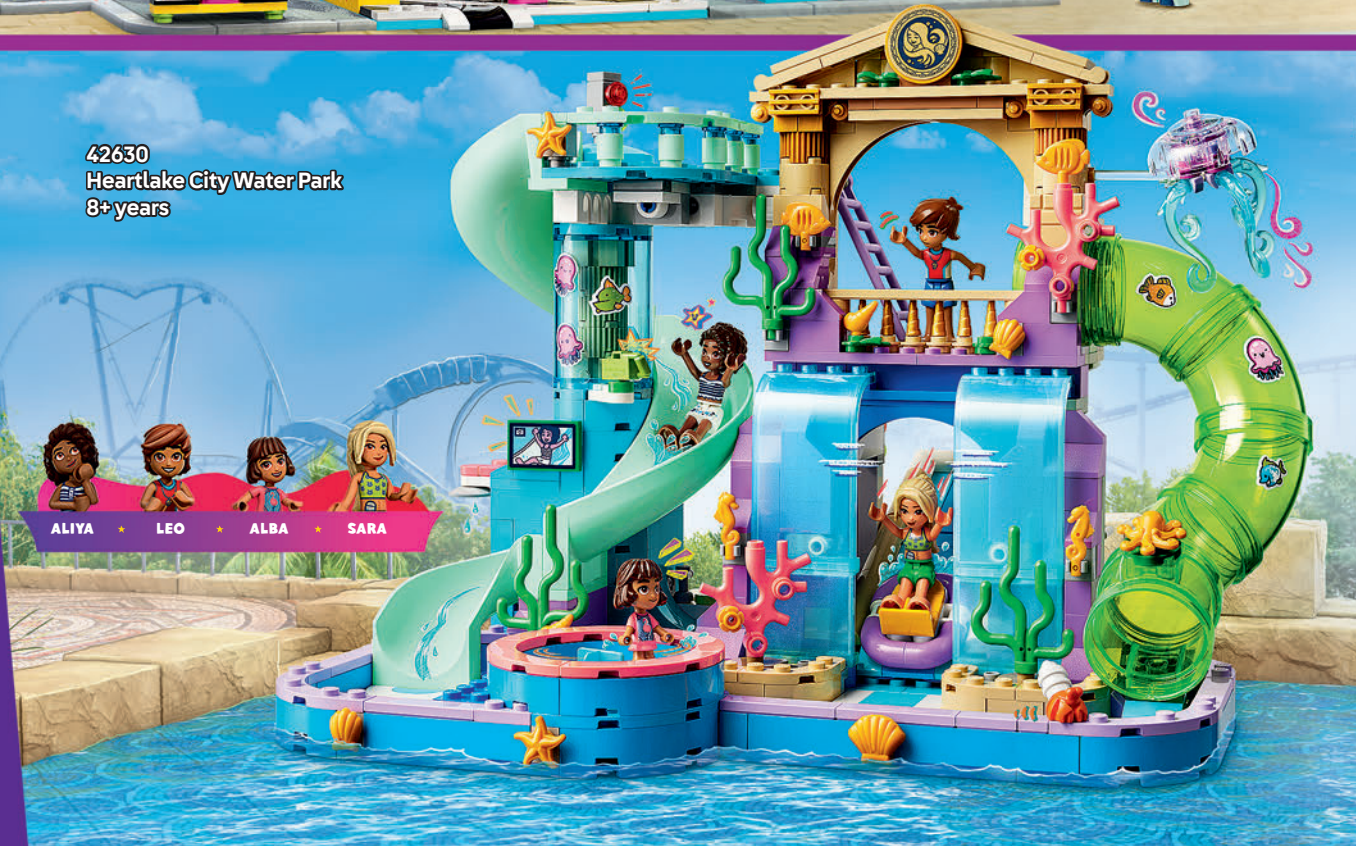 42630
Heartlake City Water Park
8+ years
ALIYA ★ LEO ★ ALBA ★ SARA